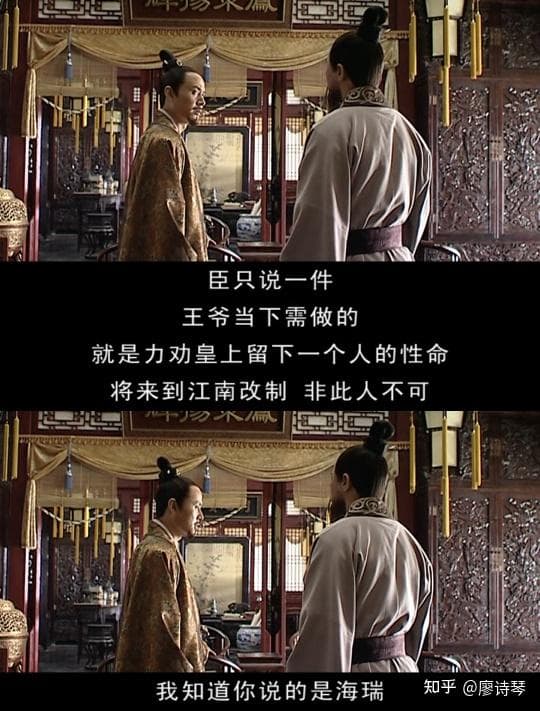 臣只说一件
王爷当下需做的
就是力劝皇上留下一个人的性命
将来到江南改制 非此人不可
我知道你说的是海瑞
知乎 @廖诗琴